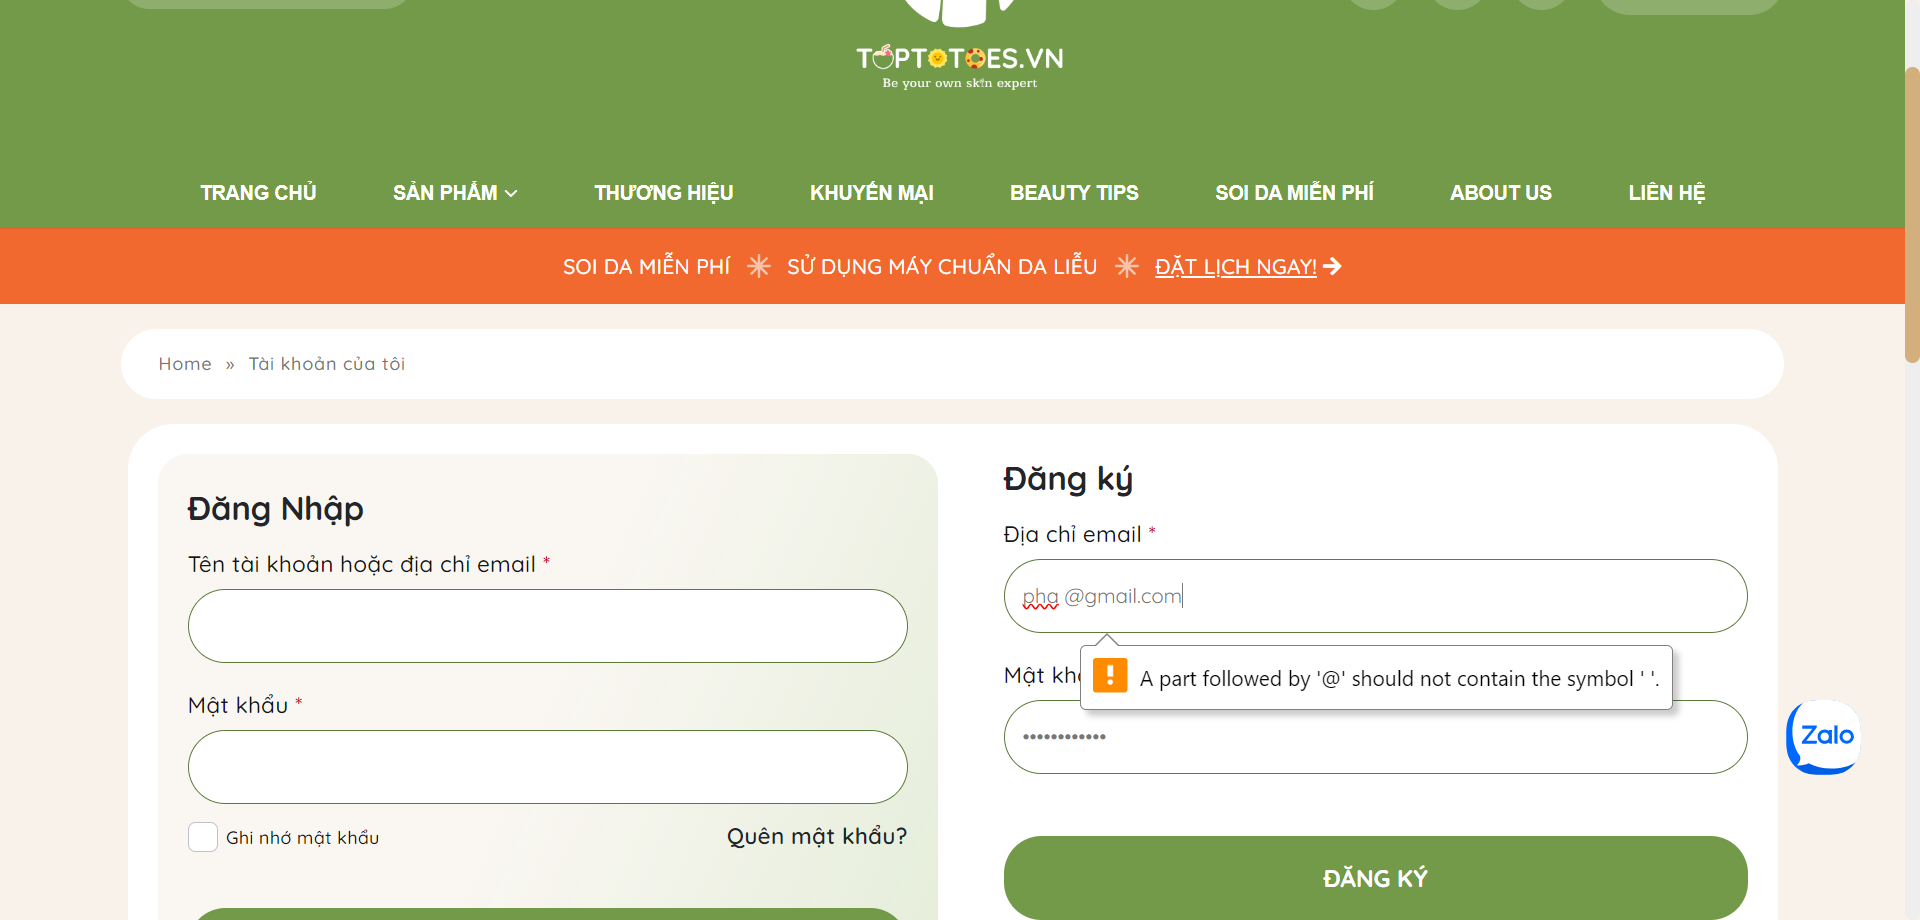 TOPTOTOES.VN
Be your own skin expert
TRANG CHỦ SẢN PHẨM THƯƠNG HIỆU KHUYẾN MẠI BEAUTY TIPS SOI DA MIỄN PHÍ ABOUT US LIÊN HỆ
SOI DA MIỄN PHÍ SỬ DỤNG MÁY CHUẨN DA LIỄU ĐẶT LỊCH NGAY!
Home » Tài khoản của tôi
Đăng Nhập
Tên tài khoản hoặc địa chỉ email *
Mật khẩu *
Ghi nhớ mật khẩu
Quên mật khẩu?
Đăng ký
Địa chỉ email *
pha @gmail.com
A part followed by '@' should not contain the symbol ' '.
Mật kh
••••••••••••
ĐĂNG KÝ
Zalo